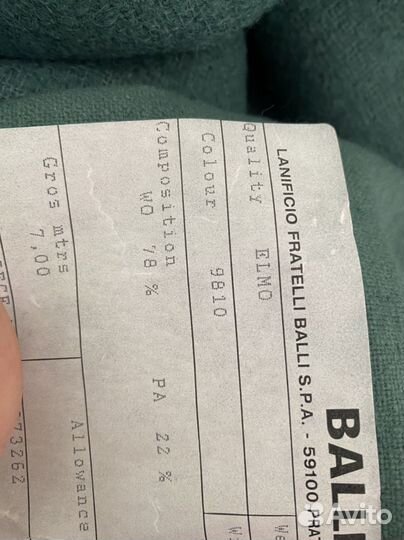 BALL
LANIFICIO FRATELLI BALLI S.P.A. - 59100 PRA
Quality ELMO
Colour 9810
Composition
WO 78 % PA 22 %
Gros mtrs Allowance
7,00
73262
Avito